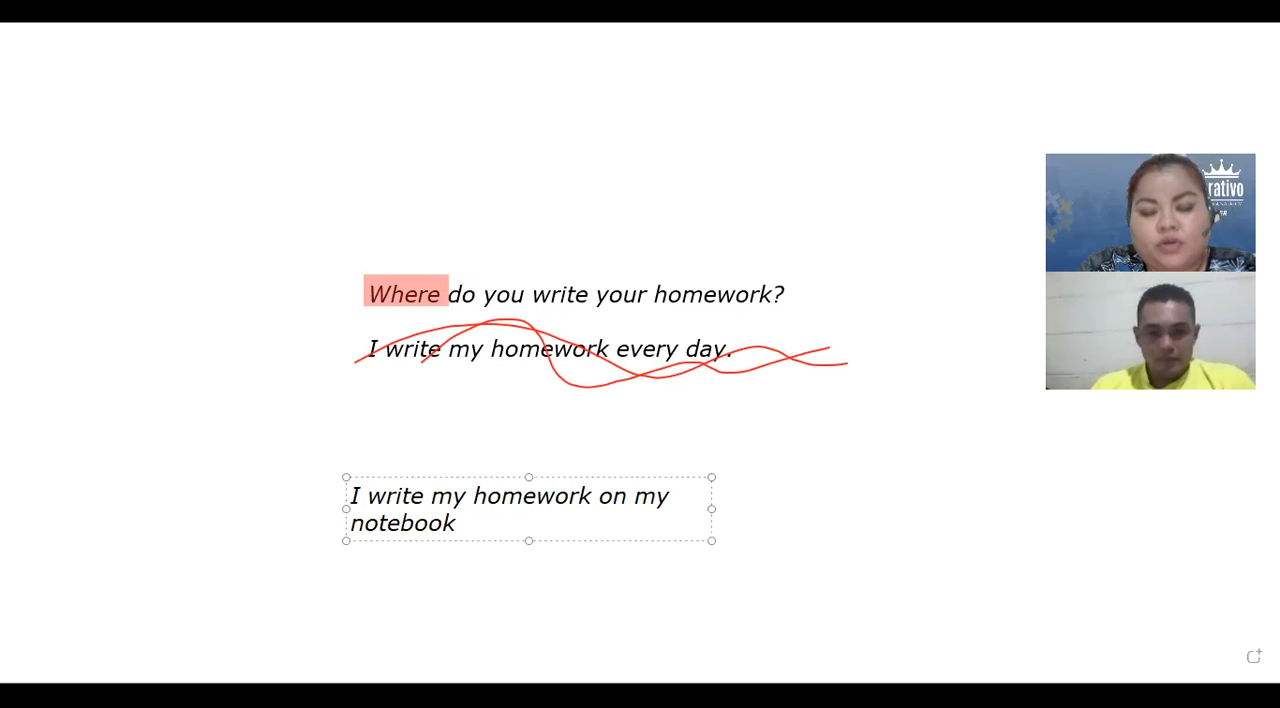 Where do you write your homework?
I write my homework every day.
I write my homework on my
notebook
rativo